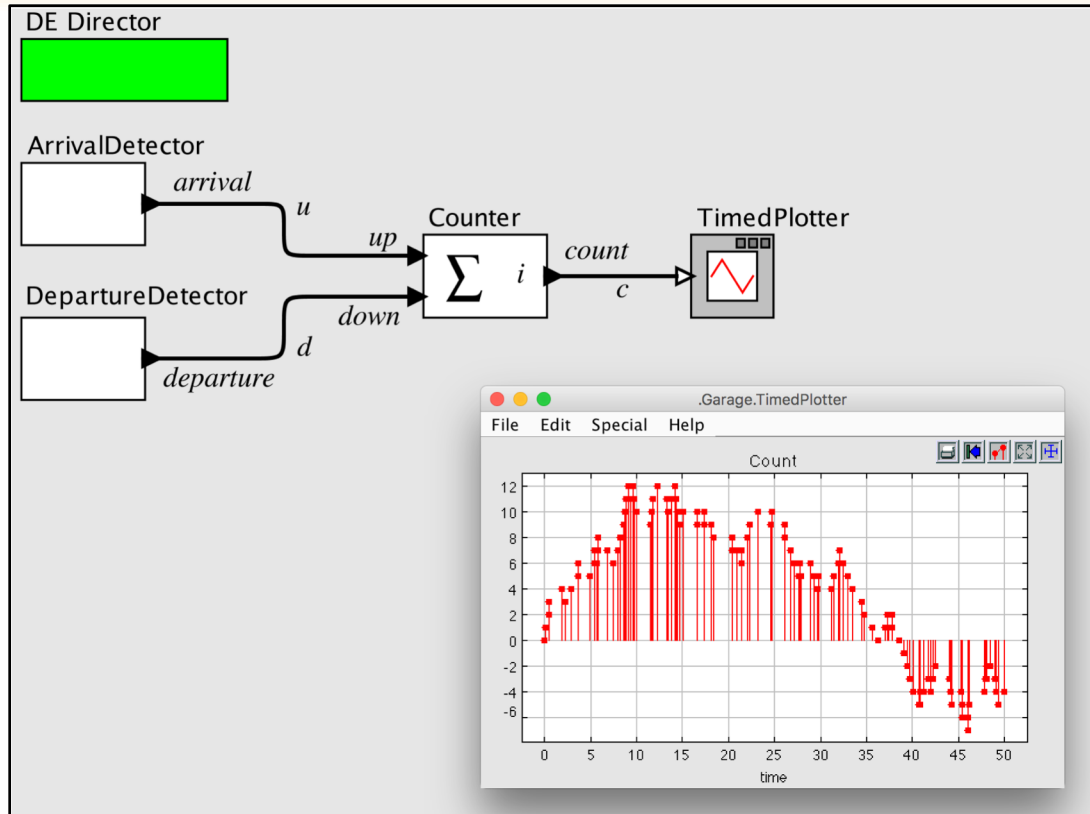 DE Director
ArrivalDetector
arrival
u
up
Counter
Σ i
count
c
TimedPlotter
DepartureDetector
departure
d
down
.Garage.TimedPlotter
File Edit Special Help
Count
12
10
8
6
4
2
0
-2
-4
-6
0 5 10 15 20 25 30 35 40 45 50
time